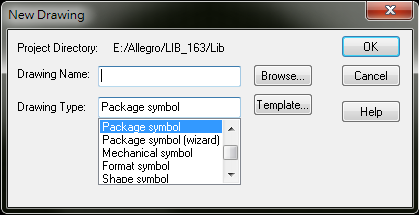 New Drawing
Project Directory: E:/Allegro/LIB_163/Lib
OK
Drawing Name:
Browse...
Cancel
Drawing Type: Package symbol
Template...
Help
Package symbol
Package symbol (wizard)
Mechanical symbol
Format symbol
Shape symbol